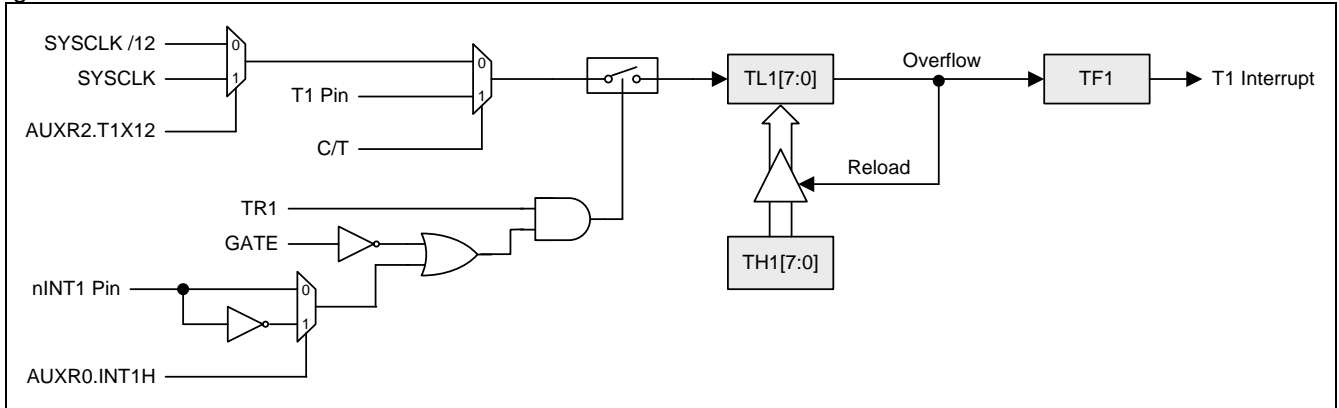 SYSCLK /12
0
SYSCLK
1
AUXR2.T1X12
0
T1 Pin
1
C/T
TL1[7:0]
Overflow
TF1
T1 Interrupt
Reload
TH1[7:0]
TR1
GATE
nINT1 Pin
0
1
AUXR0.INT1H